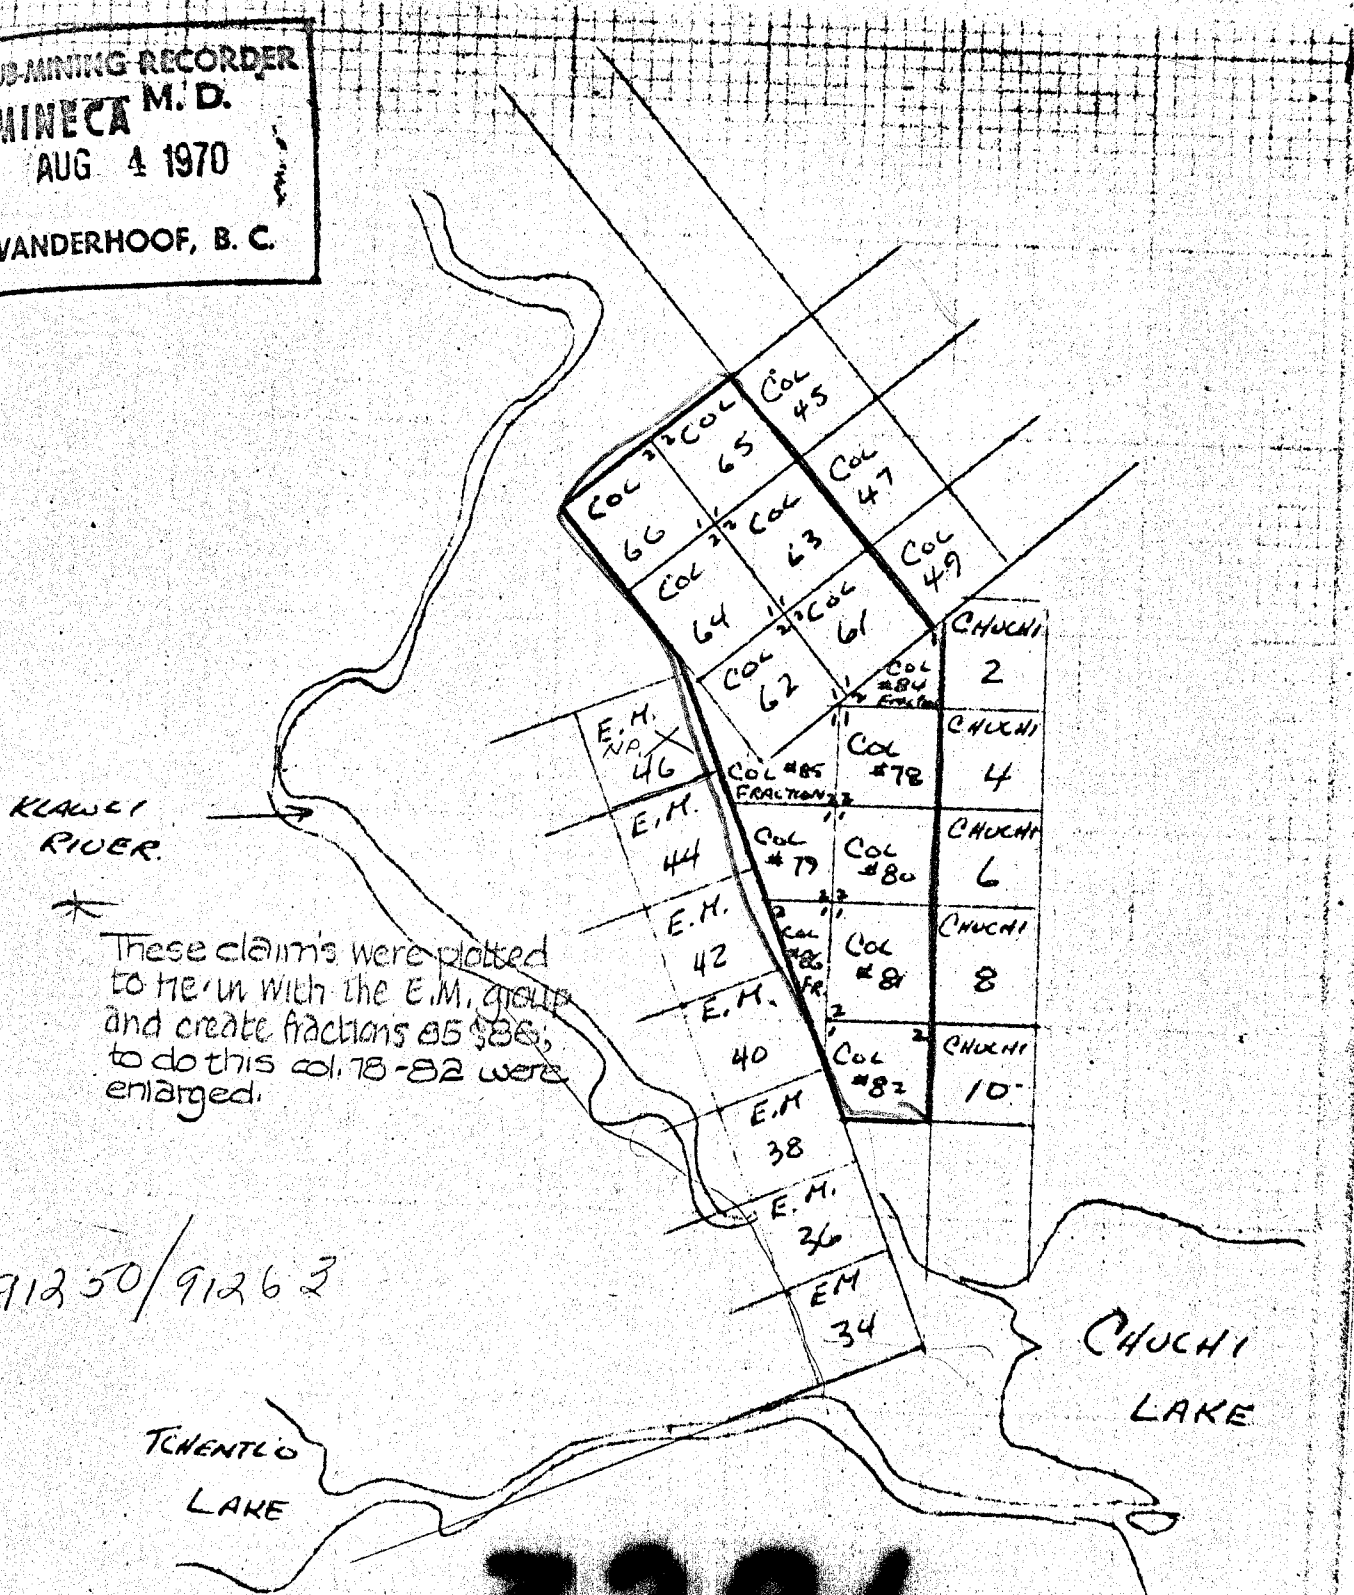 SUB-MINING RECORDER
OMINECA M. D.
AUG 4 1970
VANDERHOOF, B. C.
COL
45
COL
65
COL
47
COL
66
COL
63
COL
49
COL
64
COL
61
COL
62
COL
#84
FRACTION
CHUCHI
2
E. M.
46
COL #85
FRACTION
COL
#78
CHUCHI
4
E. M.
44
COL
#79
COL
#80
CHUCHI
6
E. M.
42
COL
#86
FR.
COL
#81
CHUCHI
8
E. M.
40
COL
#82
CHUCHI
10
E. M
38
E. M.
36
EM
34
KLAWLI
RIVER.
These claim's were plotted
to tie in with the E.M. group
and create fractions 85 & 86;
to do this col. 78-82 were
enlarged.
91250/91263
CHUCHI
LAKE
TCHENTLO
LAKE